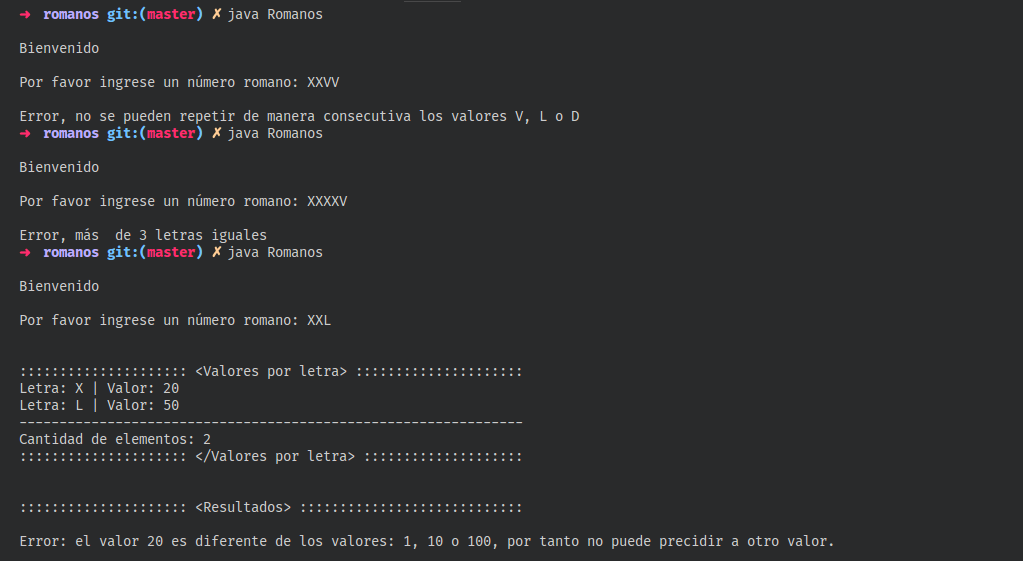 ➜ romanos git:(master) ✗ java Romanos
Bienvenido
Por favor ingrese un número romano: XXVV
Error, no se pueden repetir de manera consecutiva los valores V, L o D
➜ romanos git:(master) ✗ java Romanos
Bienvenido
Por favor ingrese un número romano: XXXXV
Error, más  de 3 letras iguales
➜ romanos git:(master) ✗ java Romanos
Bienvenido
Por favor ingrese un número romano: XXL
::::::::::::::::::::: <Valores por letra> :::::::::::::::::::::
Letra: X | Valor: 20
Letra: L | Valor: 50
---------------------------------------------------------------
Cantidad de elementos: 2
::::::::::::::::::::: </Valores por letra> ::::::::::::::::::::
::::::::::::::::::::: <Resultados> ::::::::::::::::::::::::::::
Error: el valor 20 es diferente de los valores: 1, 10 o 100, por tanto no puede precidir a otro valor.